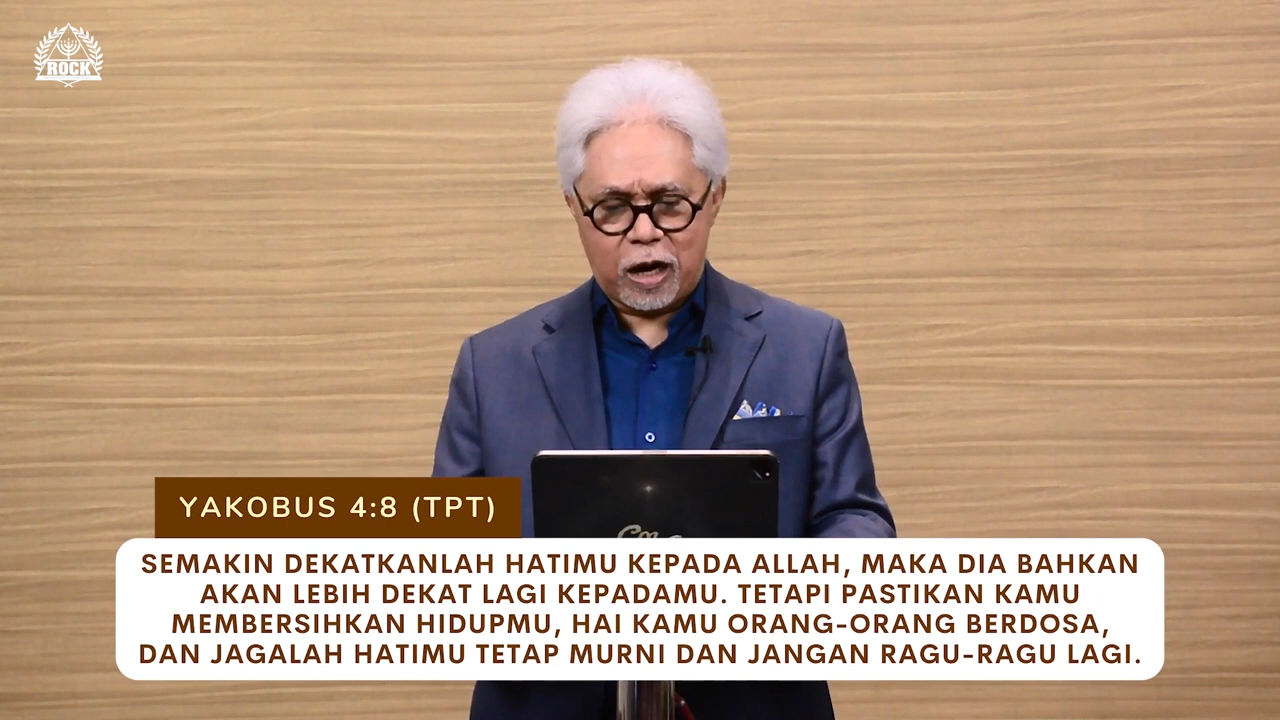 ROCK
YAKOBUS 4:8 (TPT)
SEMAKIN DEKATKANLAH HATIMU KEPADA ALLAH, MAKA DIA BAHKAN
AKAN LEBIH DEKAT LAGI KEPADAMU. TETAPI PASTIKAN KAMU
MEMBERSIHKAN HIDUPMU, HAI KAMU ORANG-ORANG BERDOSA,
DAN JAGALAH HATIMU TETAP MURNI DAN JANGAN RAGU-RAGU LAGI.